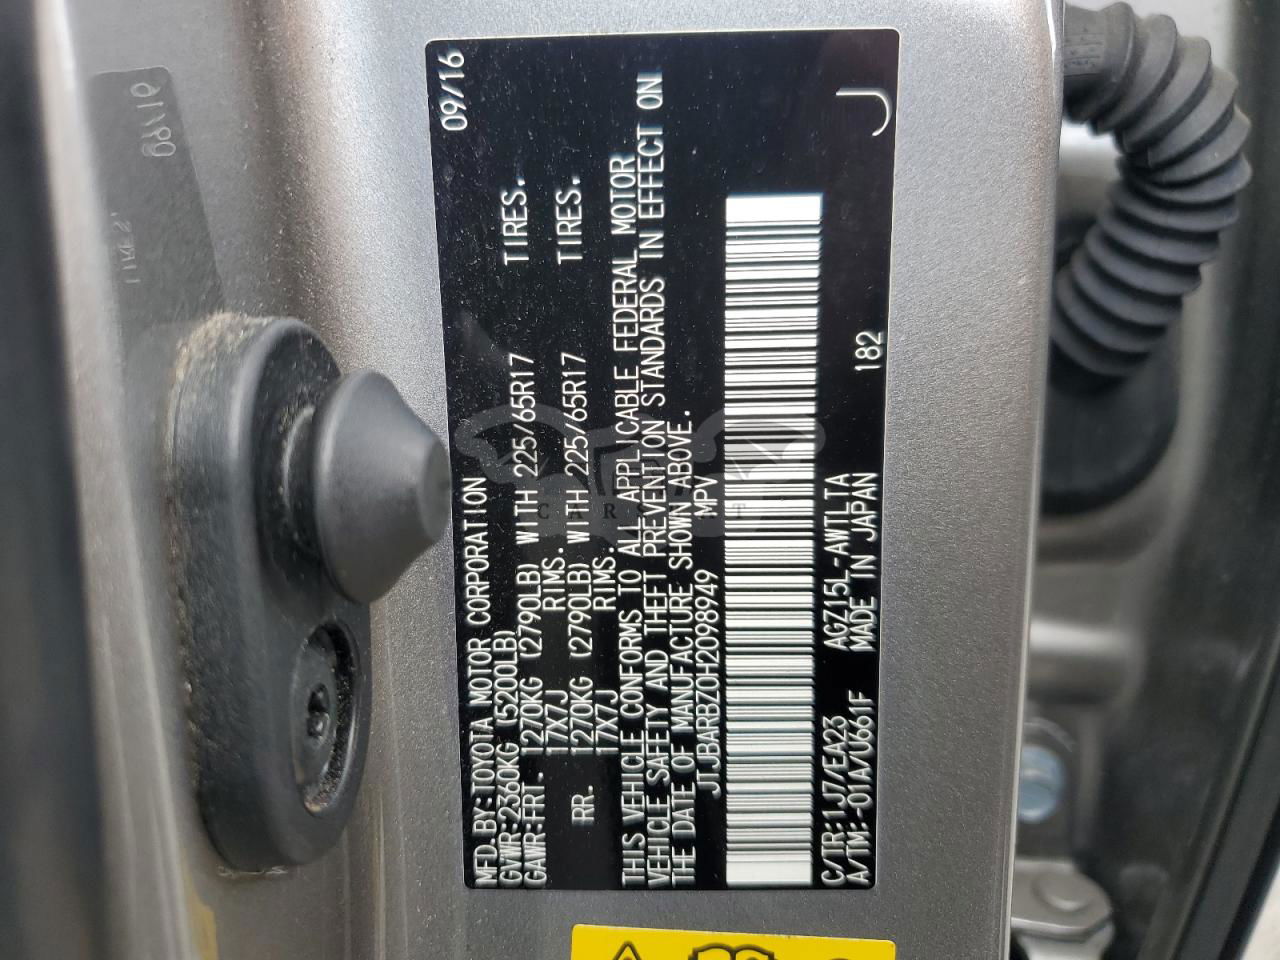 MFD.BY:TOYOTA MOTOR CORPORATION 09/16
GVWR:2360KG (5200LB)
GAWR:FRT. 1270KG (2790LB) WITH 225/65R17 TIRES.
17X7J RIMS.
RR. 1270KG (2790LB) WITH 225/65R17 TIRES.
17X7J RIMS.
THIS VEHICLE CONFORMS TO ALL APPLICABLE FEDERAL MOTOR
VEHICLE SAFETY AND THEFT PREVENTION STANDARDS IN EFFECT ON
THE DATE OF MANUFACTURE SHOWN ABOVE.
JTJBARBZ0H2098949 MPV
C/TR:1J7/EA23 AGZ15L-AWTLTA 182
A/TM:-01A/U661F MADE IN JAPAN
J